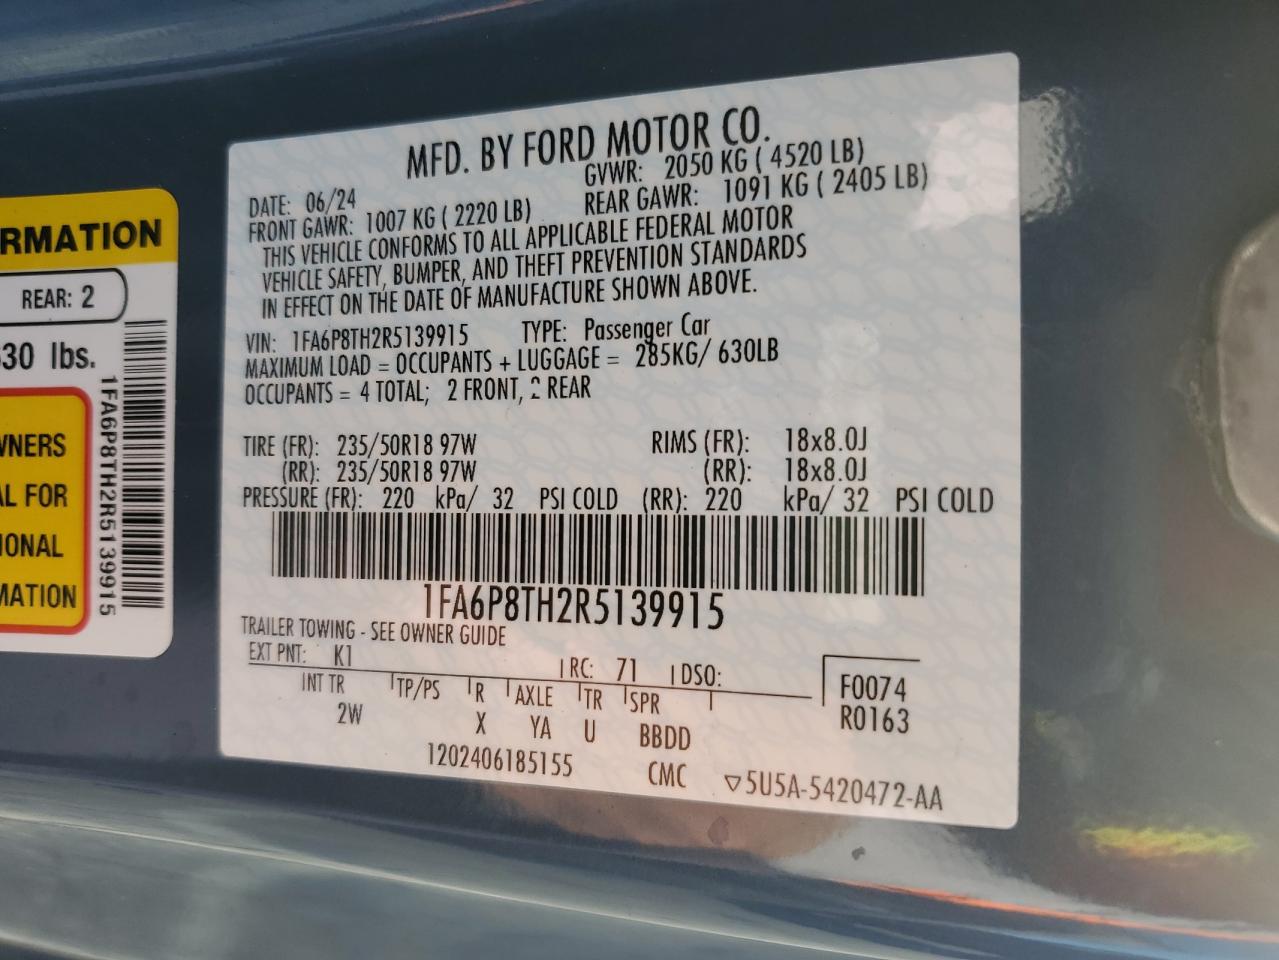 RMATION
REAR: 2
30 lbs.
WNERS
AL FOR
IONAL
MATION
1FA6P8TH2R5139915
MFD. BY FORD MOTOR CO.
DATE: 06/24 GVWR: 2050 KG ( 4520 LB)
FRONT GAWR: 1007 KG ( 2220 LB) REAR GAWR: 1091 KG ( 2405 LB)
THIS VEHICLE CONFORMS TO ALL APPLICABLE FEDERAL MOTOR
VEHICLE SAFETY, BUMPER, AND THEFT PREVENTION STANDARDS
IN EFFECT ON THE DATE OF MANUFACTURE SHOWN ABOVE.
VIN: 1FA6P8TH2R5139915 TYPE: Passenger Car
MAXIMUM LOAD = OCCUPANTS + LUGGAGE = 285KG/ 630LB
OCCUPANTS = 4 TOTAL; 2 FRONT, 2 REAR
TIRE (FR): 235/50R18 97W RIMS (FR): 18x8.0J
(RR): 235/50R18 97W (RR): 18x8.0J
PRESSURE (FR): 220 kPa/ 32 PSI COLD (RR): 220 kPa/ 32 PSI COLD
1FA6P8TH2R5139915
TRAILER TOWING - SEE OWNER GUIDE
EXT PNT: K1 RC: 71 DSO:
INT TR TP/PS R AXLE TR SPR
2W X YA U BBDD
F0074
R0163
1202406185155 CMC ▽5U5A-5420472-AA